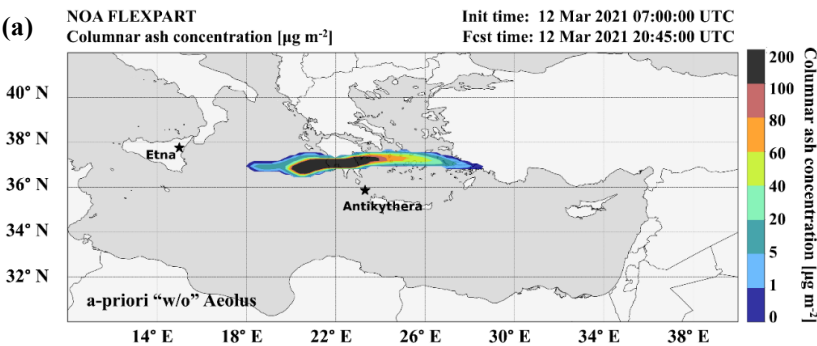 (a)
NOA FLEXPART
Init time: 12 Mar 2021 07:00:00 UTC
Columnar ash concentration [μg m-2]
Fcst time: 12 Mar 2021 20:45:00 UTC
40° N
38° N
36° N
34° N
32° N
Etna
Antikythera
a-priori “w/o” Aeolus
14° E
18° E
22° E
26° E
30° E
34° E
38° E
200
100
80
60
40
20
5
1
0
Columnar ash concentration [μg m-2]